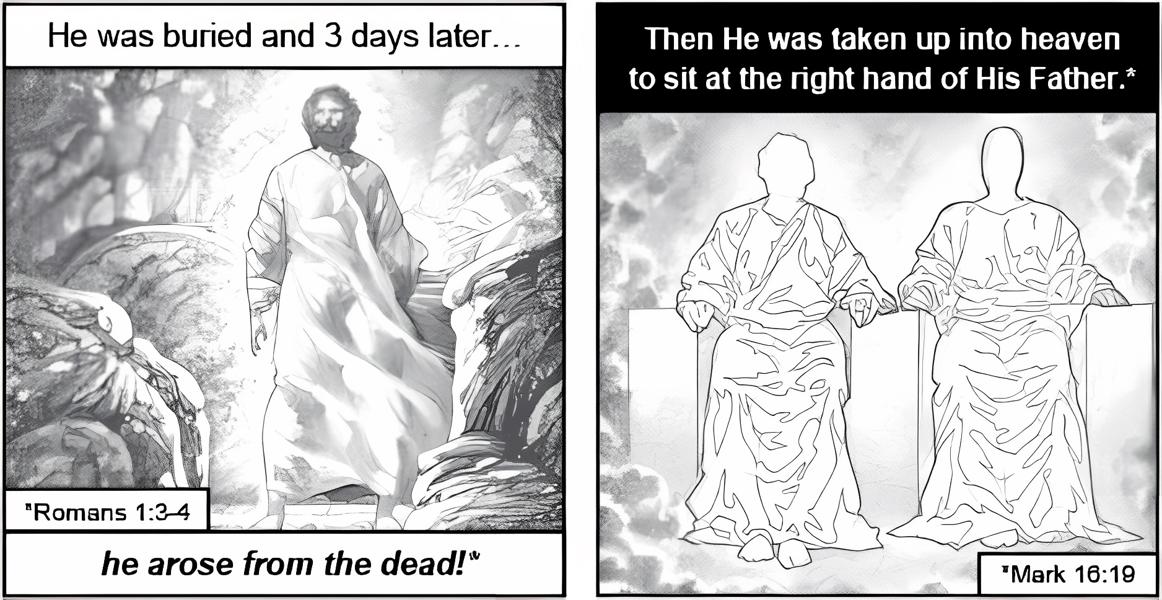 He was buried and 3 days later...
*Romans 1:3-4
he arose from the dead!*
Then He was taken up into heaven
to sit at the right hand of His Father.*
*Mark 16:19